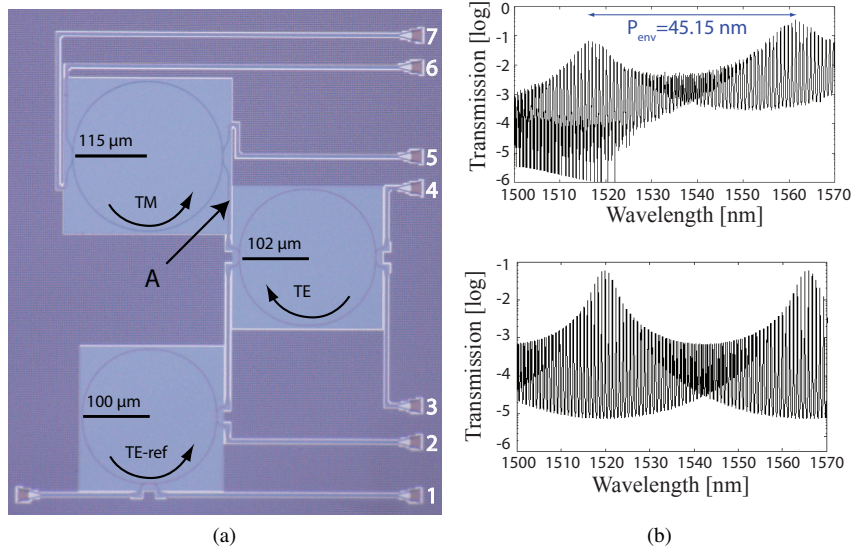 7
6
115 µm
TM
5
4
A
102 µm
TE
100 µm
TE-ref
3
2
1
(a)
Transmission [log]
0
-1
-2
-3
-4
-5
-6
P_env=45.15 nm
1500 1510 1520 1530 1540 1550 1560 1570
Wavelength [nm]
Transmission [log]
-1
-2
-3
-4
-5
-6
1500 1510 1520 1530 1540 1550 1560 1570
Wavelength [nm]
(b)